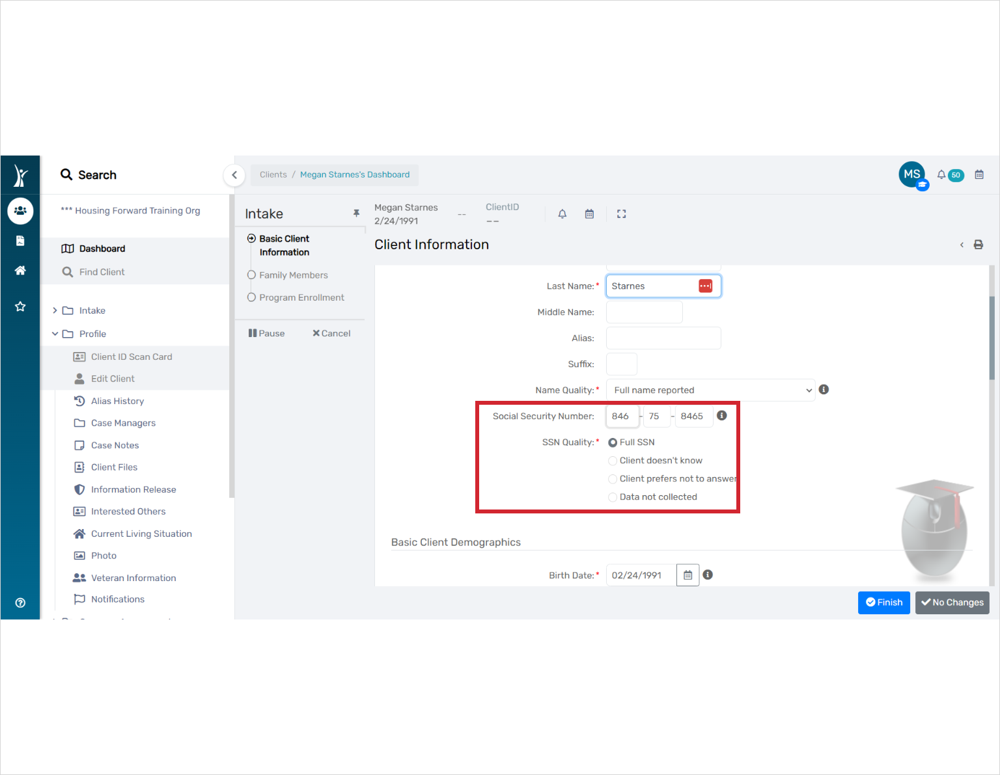 Search
*** Housing Forward Training Org
Dashboard
Find Client
Intake
Profile
Client ID Scan Card
Edit Client
Alias History
Case Managers
Case Notes
Client Files
Information Release
Interested Others
Current Living Situation
Photo
Veteran Information
Notifications
Clients / Megan Starnes's Dashboard
MS
50
Intake
Basic Client
Information
Family Members
Program Enrollment
Pause
Cancel
Megan Starnes
2/24/1991
--
ClientID
--
Client Information
Last Name:* Starnes
Middle Name:
Alias:
Suffix:
Name Quality:* Full name reported
Social Security Number: 846 - 75 - 8465
SSN Quality:* Full SSN
Client doesn't know
Client prefers not to answer
Data not collected
Basic Client Demographics
Birth Date:* 02/24/1991
Finish
No Changes